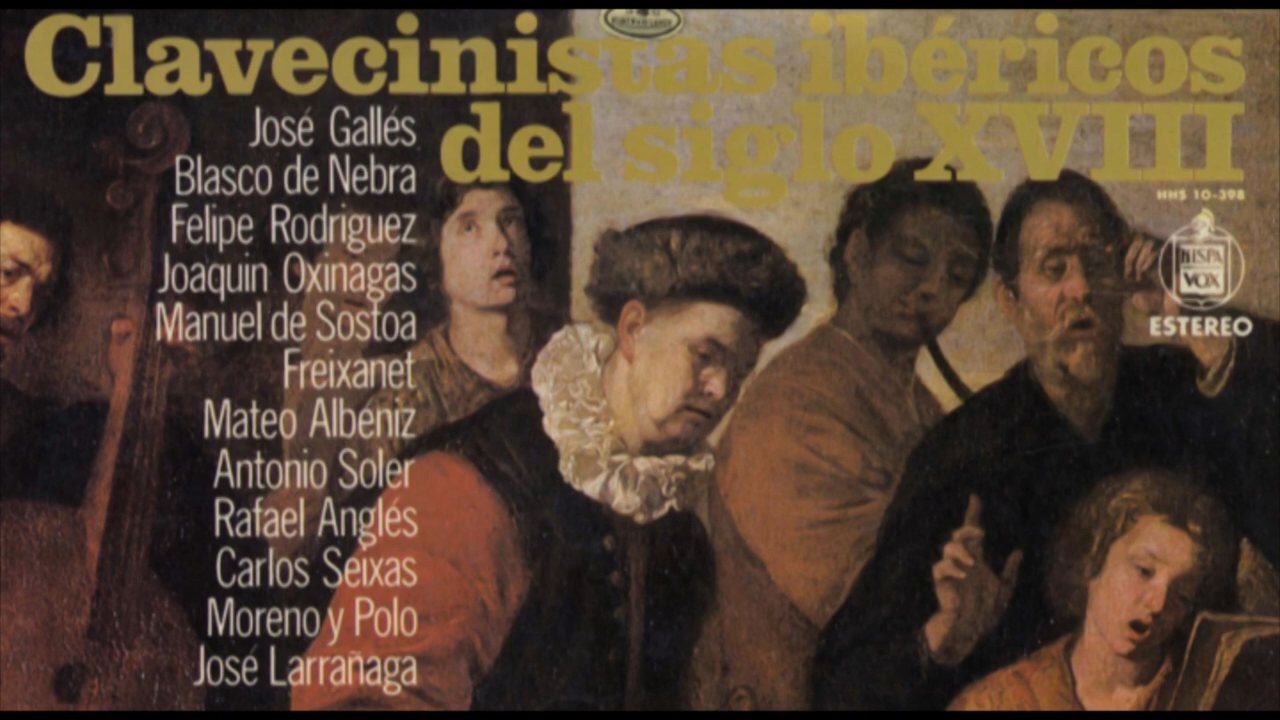 Clavecinistas ibéricos
del siglo XVIII
José Gallés
Blasco de Nebra
Felipe Rodriguez
Joaquin Oxinagas
Manuel de Sostoa
Freixanet
Mateo Albéniz
Antonio Soler
Rafael Anglés
Carlos Seixas
Moreno y Polo
José Larrañaga
HHS 10-398
HISPA
VOX
ESTEREO